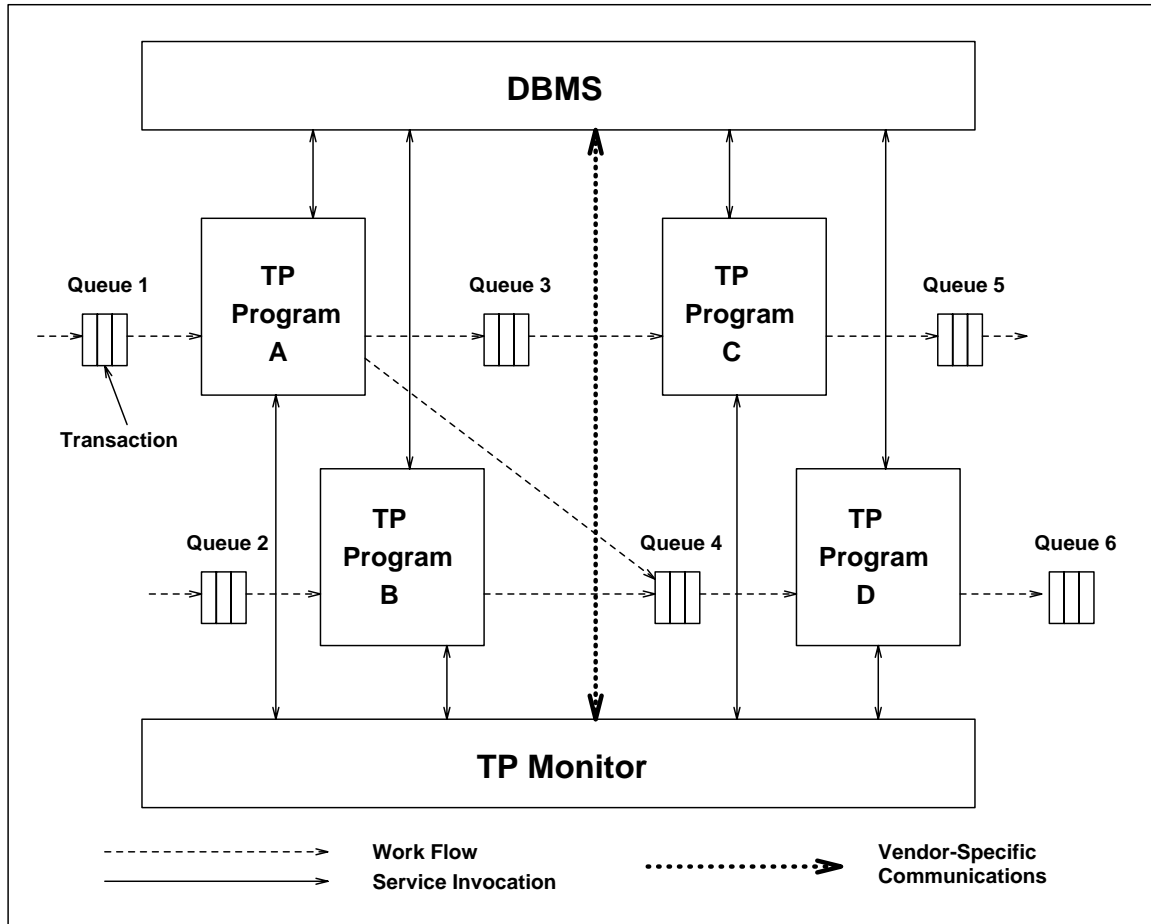 DBMS
TP
Program
A
TP
Program
C
Queue 1
Queue 3
Queue 5
Transaction
TP
Program
B
TP
Program
D
Queue 2
Queue 4
Queue 6
TP Monitor
Work Flow
Service Invocation
Vendor-Specific
Communications